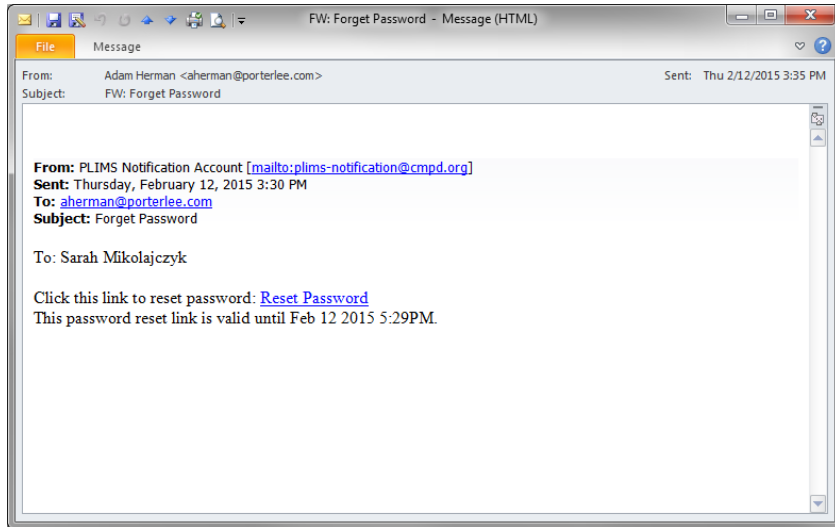 FW: Forget Password - Message (HTML)
File Message
From: Adam Herman <aherman@porterlee.com> Sent: Thu 2/12/2015 3:35 PM
Subject: FW: Forget Password
From: PLIMS Notification Account [mailto:plims-notification@cmpd.org]
Sent: Thursday, February 12, 2015 3:30 PM
To: aherman@porterlee.com
Subject: Forget Password
To: Sarah Mikolajczyk
Click this link to reset password: Reset Password
This password reset link is valid until Feb 12 2015 5:29PM.